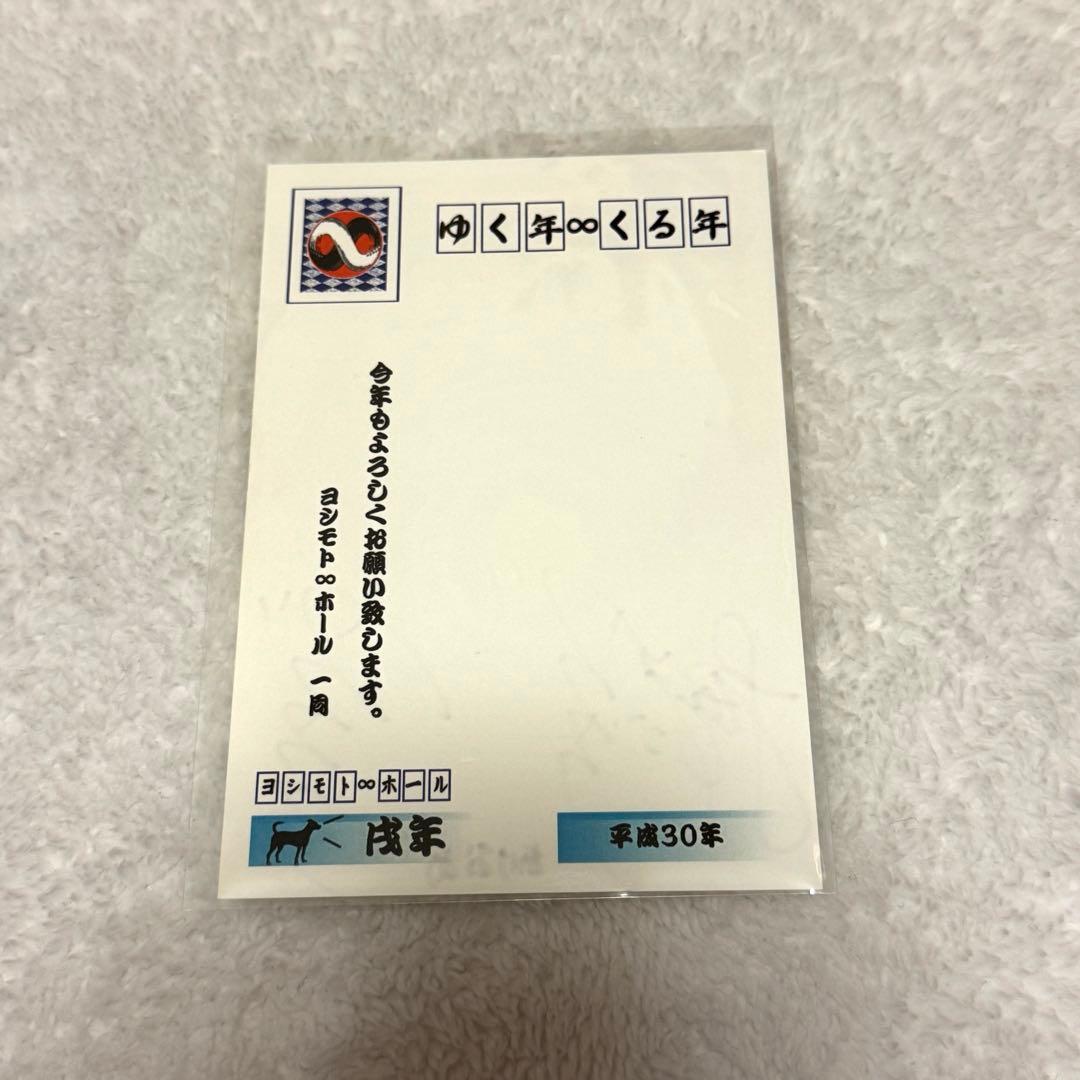 ゆく年∞くる年
今年もよろしくお願い致します。
ヨシモト∞ホール 一同
ヨシモト∞ホール
戌年
平成30年